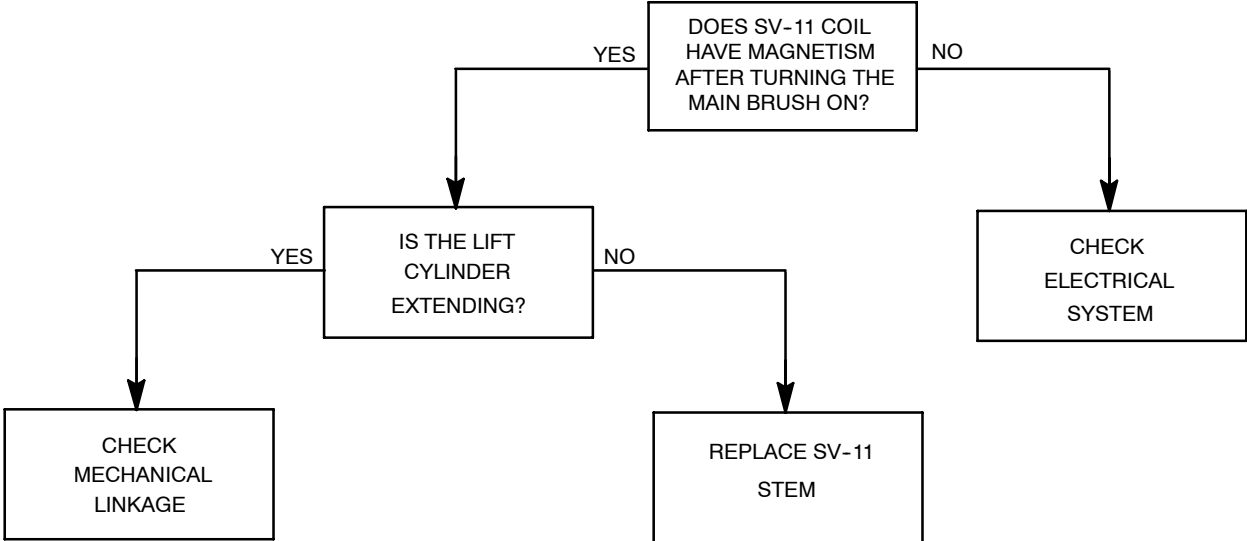 DOES SV-11 COIL
HAVE MAGNETISM
AFTER TURNING THE
MAIN BRUSH ON?
YES
NO
IS THE LIFT
CYLINDER
EXTENDING?
YES
NO
CHECK
ELECTRICAL
SYSTEM
CHECK
MECHANICAL
LINKAGE
REPLACE SV-11
STEM